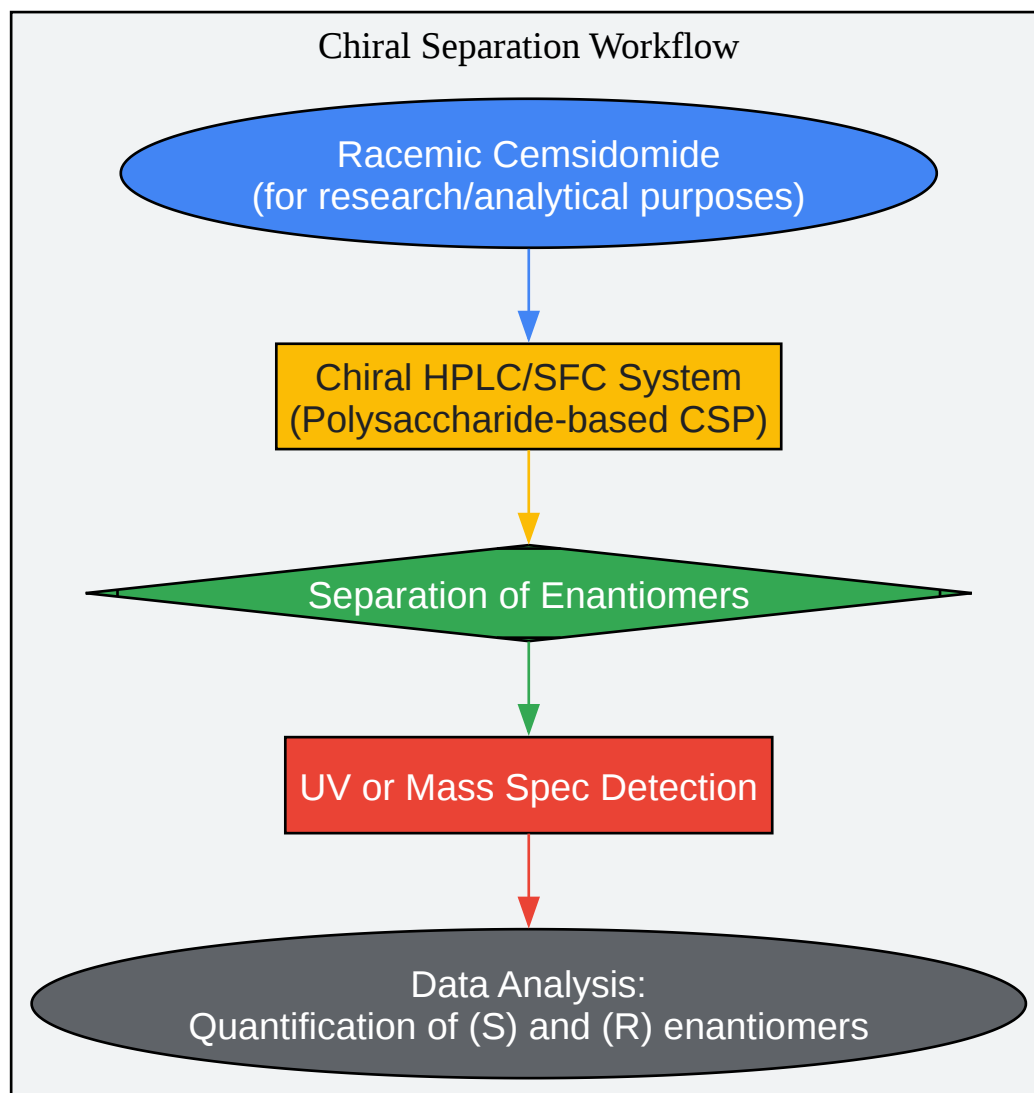 Chiral Separation Workflow
Racemic Cemsidomide
(for research/analytical purposes)
Chiral HPLC/SFC System
(Polysaccharide-based CSP)
Separation of Enantiomers
UV or Mass Spec Detection
Data Analysis:
Quantification of (S) and (R) enantiomers